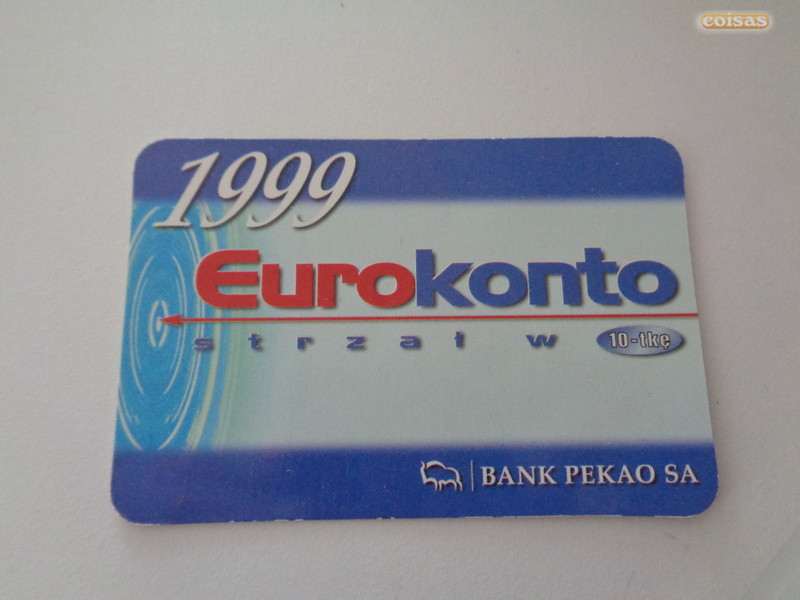 coisas
1999
Eurokonto
strzał w 10-tkę
BANK PEKAO SA